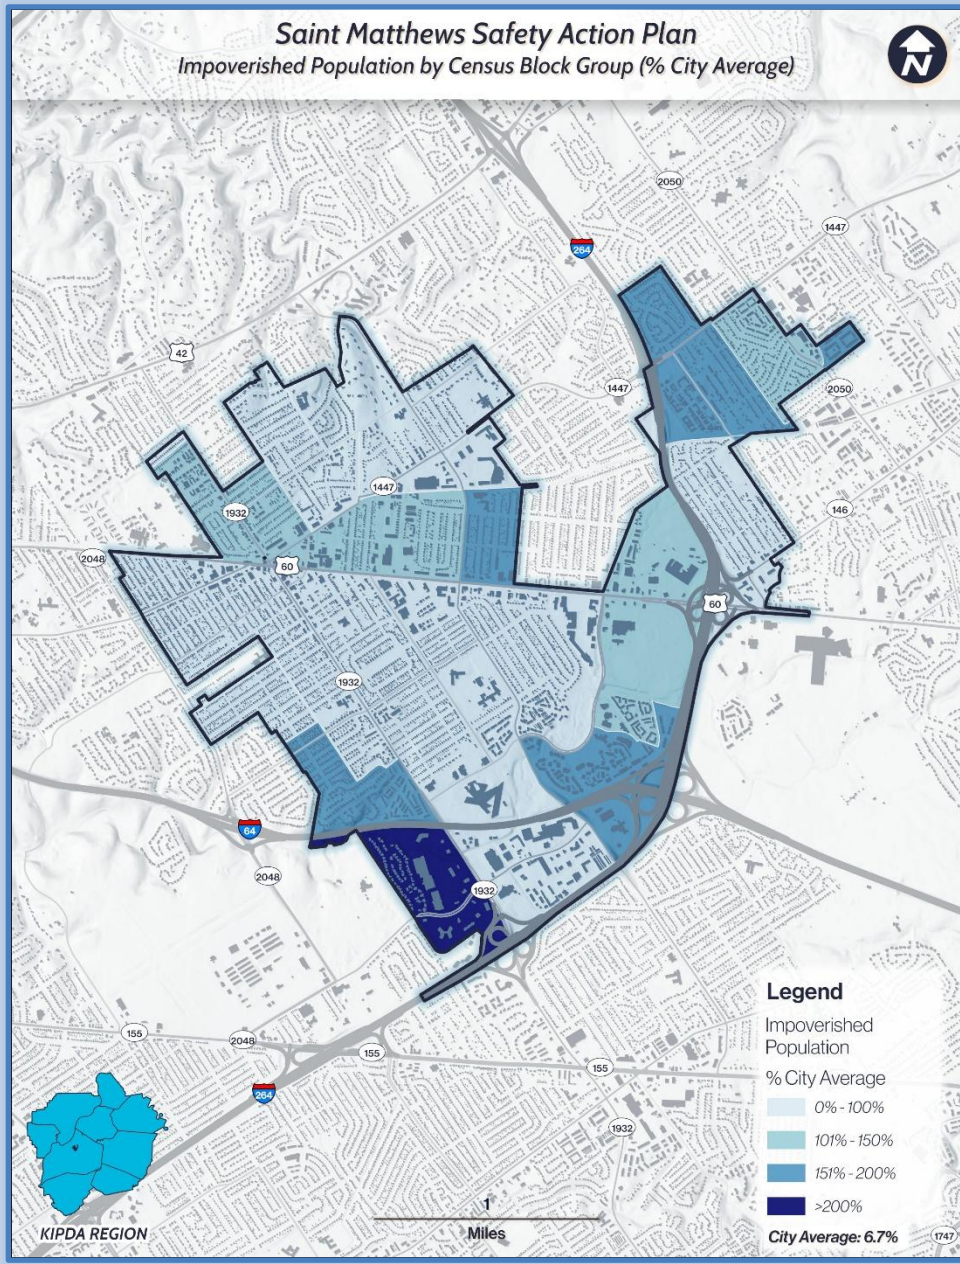 Saint Matthews Safety Action Plan
Impoverished Population by Census Block Group (% City Average)
N
2050
1447
264
42
1447
2050
1447
1932
146
2048
60
60
1932
64
2048
1932
155
2048
155
155
264
1932
1747
KIPDA REGION
1
Miles
Legend
Impoverished
Population
% City Average
0% - 100%
101% - 150%
151% - 200%
>200%
City Average: 6.7%